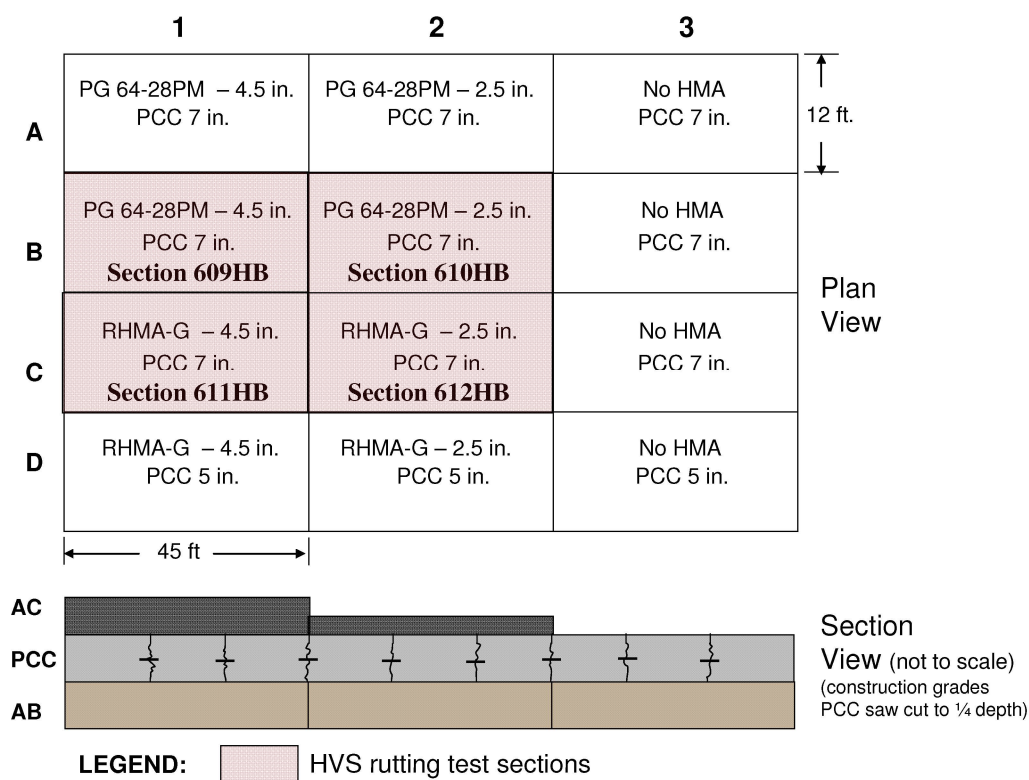 1 2 3
A
PG 64-28PM – 4.5 in.
PCC 7 in.
PG 64-28PM – 2.5 in.
PCC 7 in.
No HMA
PCC 7 in.
12 ft.
B
PG 64-28PM – 4.5 in.
PCC 7 in.
Section 609HB
PG 64-28PM – 2.5 in.
PCC 7 in.
Section 610HB
No HMA
PCC 7 in.
Plan
View
C
RHMA-G – 4.5 in.
PCC 7 in.
Section 611HB
RHMA-G – 2.5 in.
PCC 7 in.
Section 612HB
No HMA
PCC 7 in.
D
RHMA-G – 4.5 in.
PCC 5 in.
RHMA-G – 2.5 in.
PCC 5 in.
No HMA
PCC 5 in.
45 ft
AC
PCC
AB
Section
View (not to scale)
(construction grades
PCC saw cut to ¼ depth)
LEGEND: HVS rutting test sections